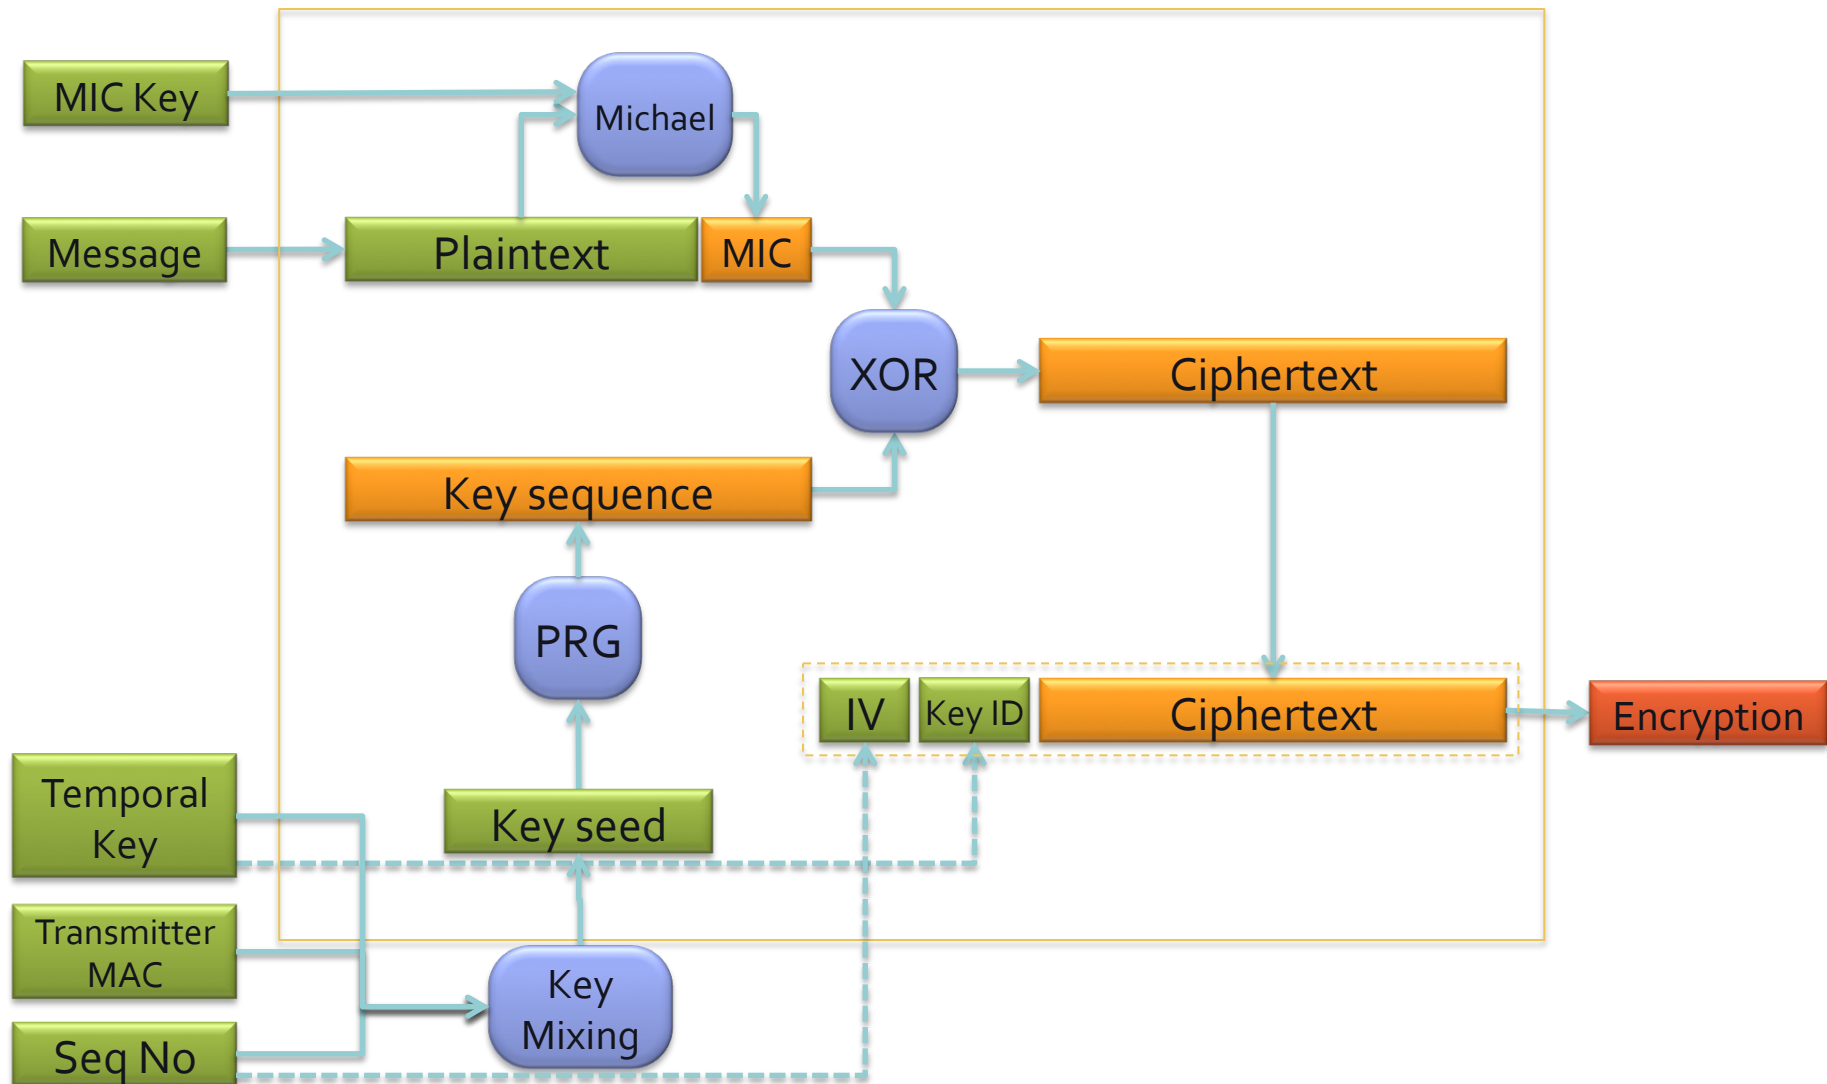 MIC Key
Michael
Message
Plaintext
MIC
XOR
Ciphertext
Key sequence
PRG
IV
Key ID
Ciphertext
Encryption
Temporal
Key
Key seed
Transmitter
MAC
Key
Mixing
Seq No